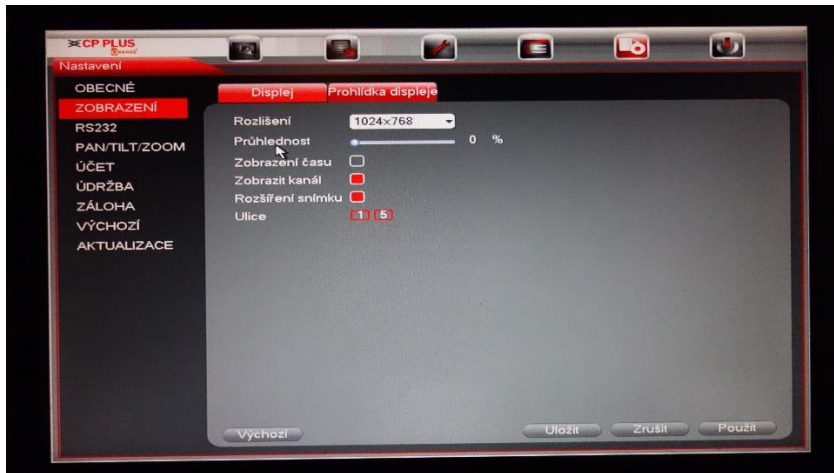 CP PLUS
ORANGE
Nastavení
OBECNÉ
ZOBRAZENÍ
RS232
PAN/TILT/ZOOM
ÚČET
ÚDRŽBA
ZÁLOHA
VÝCHOZÍ
AKTUALIZACE
Displej Prohlídka displeje
Rozlišení 1024×768
Průhlednost 0 %
Zobrazení času
Zobrazit kanál
Rozšíření snímku
Ulice 1 5
Výchozí Uložit Zrušit Použít